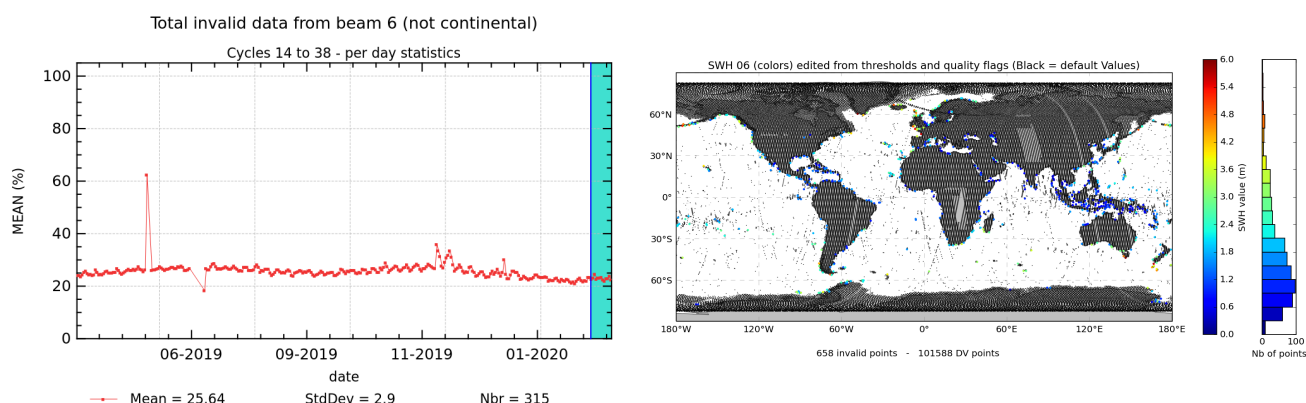 Total invalid data from beam 6 (not continental)
Cycles 14 to 38 - per day statistics
100
80
60
40
20
0
MEAN (%)
06-2019
09-2019
11-2019
01-2020
date
Mean = 25.64
StdDev = 2.9
Nbr = 315
SWH 06 (colors) edited from thresholds and quality flags (Black = default Values)
60°N
30°N
0°
30°S
60°S
180°W
120°W
60°W
0°
60°E
120°E
180°E
658 invalid points - 101588 DV points
6.0
5.4
4.8
4.2
3.6
3.0
2.4
1.8
1.2
0.6
0.0
SWH value (m)
0
100
Nb of points